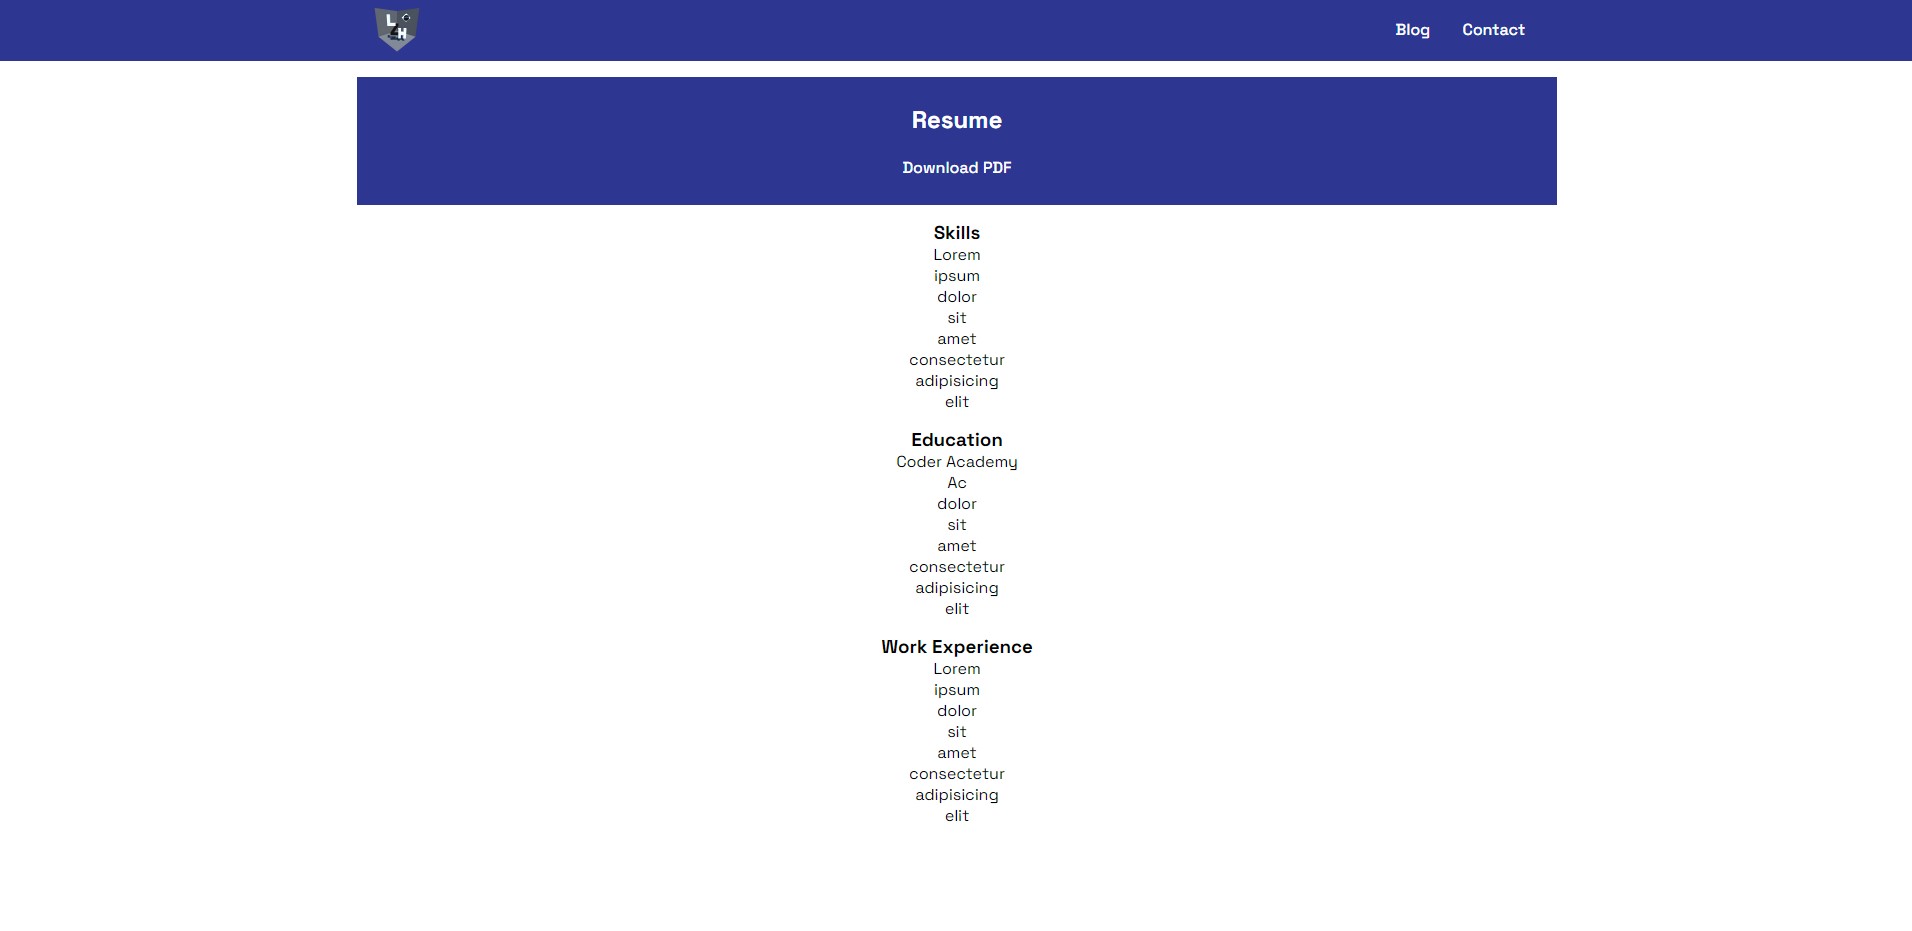 L
H
Blog
Contact
Resume
Download PDF
Skills
Lorem
ipsum
dolor
sit
amet
consectetur
adipisicing
elit
Education
Coder Academy
Ac
dolor
sit
amet
consectetur
adipisicing
elit
Work Experience
Lorem
ipsum
dolor
sit
amet
consectetur
adipisicing
elit